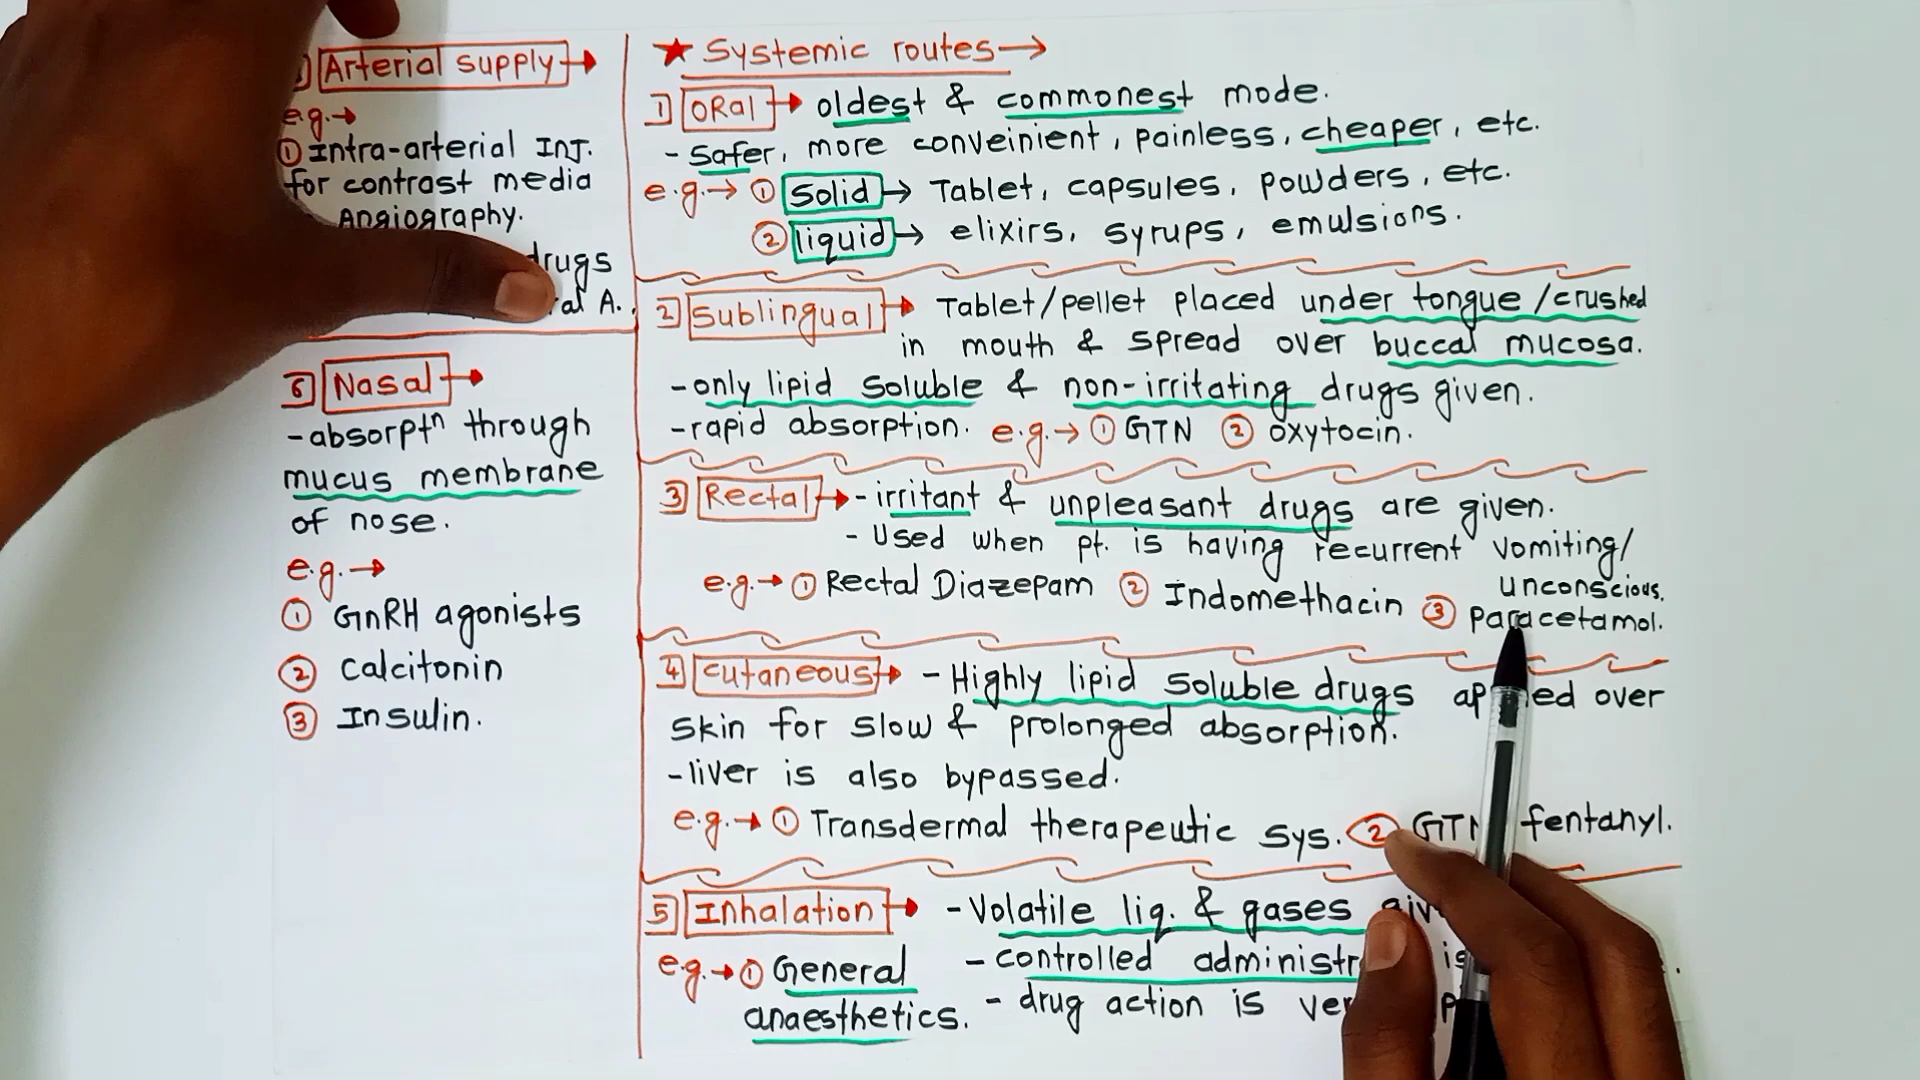 Arterial supply →
e.g. →
① Intra-arterial INJ.
for contrast media
Angiography.
drugs
A.
6 Nasal →
-absorptⁿ through
mucus membrane
of nose.
e.g. →
① GnRH agonists
② Calcitonin
③ Insulin.
★ Systemic routes →
1 ORal → oldest & commonest mode.
- Safer, more conveinient, painless, cheaper, etc.
e.g. → ① Solid → Tablet, capsules, powders, etc.
② liquid → elixirs, syrups, emulsions.
2 Sublingual → Tablet/pellet placed under tongue/crushed
in mouth & spread over buccal mucosa.
-only lipid soluble & non-irritating drugs given.
-rapid absorption. e.g. → ① GTN ② oxytocin.
3 Rectal → - irritant & unpleasant drugs are given.
- Used when pt. is having recurrent vomiting/
unconscious.
e.g. → ① Rectal Diazepam ② Indomethacin ③ paracetamol.
4 Cutaneous → - Highly lipid soluble drugs over
skin for slow & prolonged absorption.
-liver is also bypassed.
e.g. → ① Transdermal therapeutic sys. ② fentanyl.
5 Inhalation → - Volatile liq. & gases
- controlled
e.g. → ① General
anaesthetics.
- drug action is